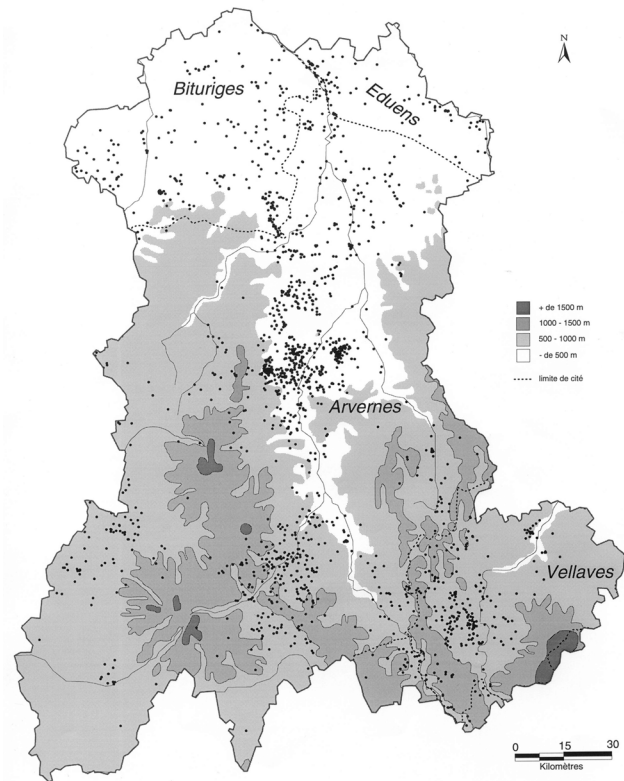 N
Bituriges
Eduens
+ de 1500 m
1000 - 1500 m
500 - 1000 m
- de 500 m
limite de cité
Arvernes
Vellaves
0 15 30
Kilomètres